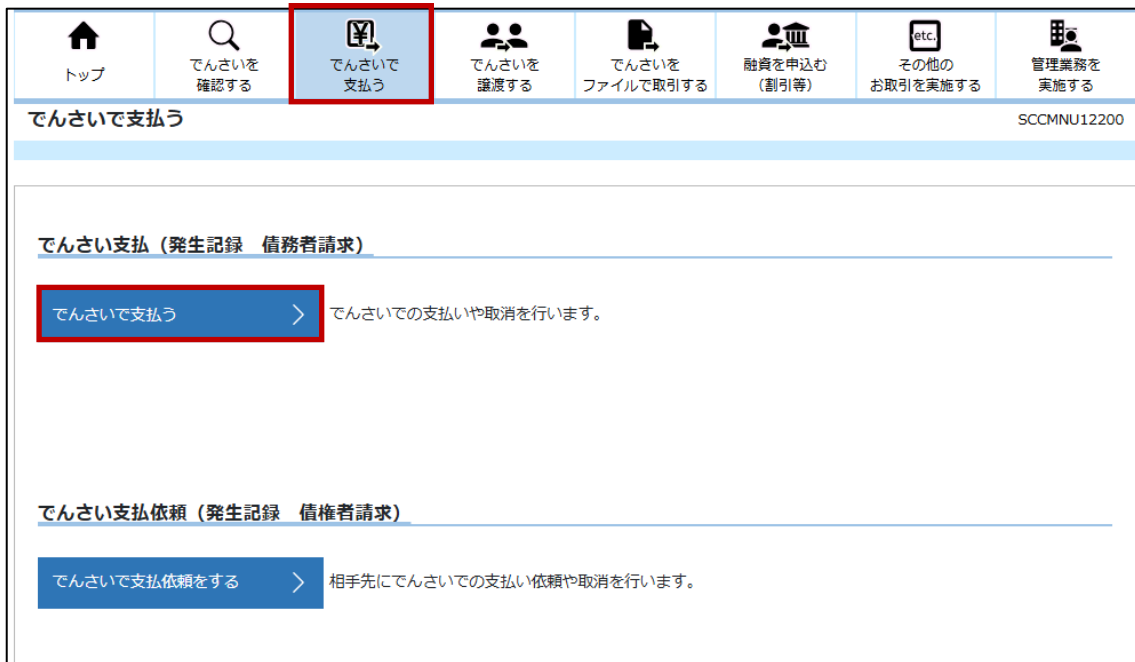 トップ
でんさいを
確認する
でんさいで
支払う
でんさいを
譲渡する
でんさいを
ファイルで取引する
融資を申込む
（割引等）
etc.
その他の
お取引を実施する
管理業務を
実施する
でんさいで支払う
SCCMNU12200
でんさい支払（発生記録　債務者請求）
でんさいで支払う
でんさいでの支払いや取消を行います。
でんさい支払依頼（発生記録　債権者請求）
でんさいで支払依頼をする
相手先にでんさいでの支払い依頼や取消を行います。